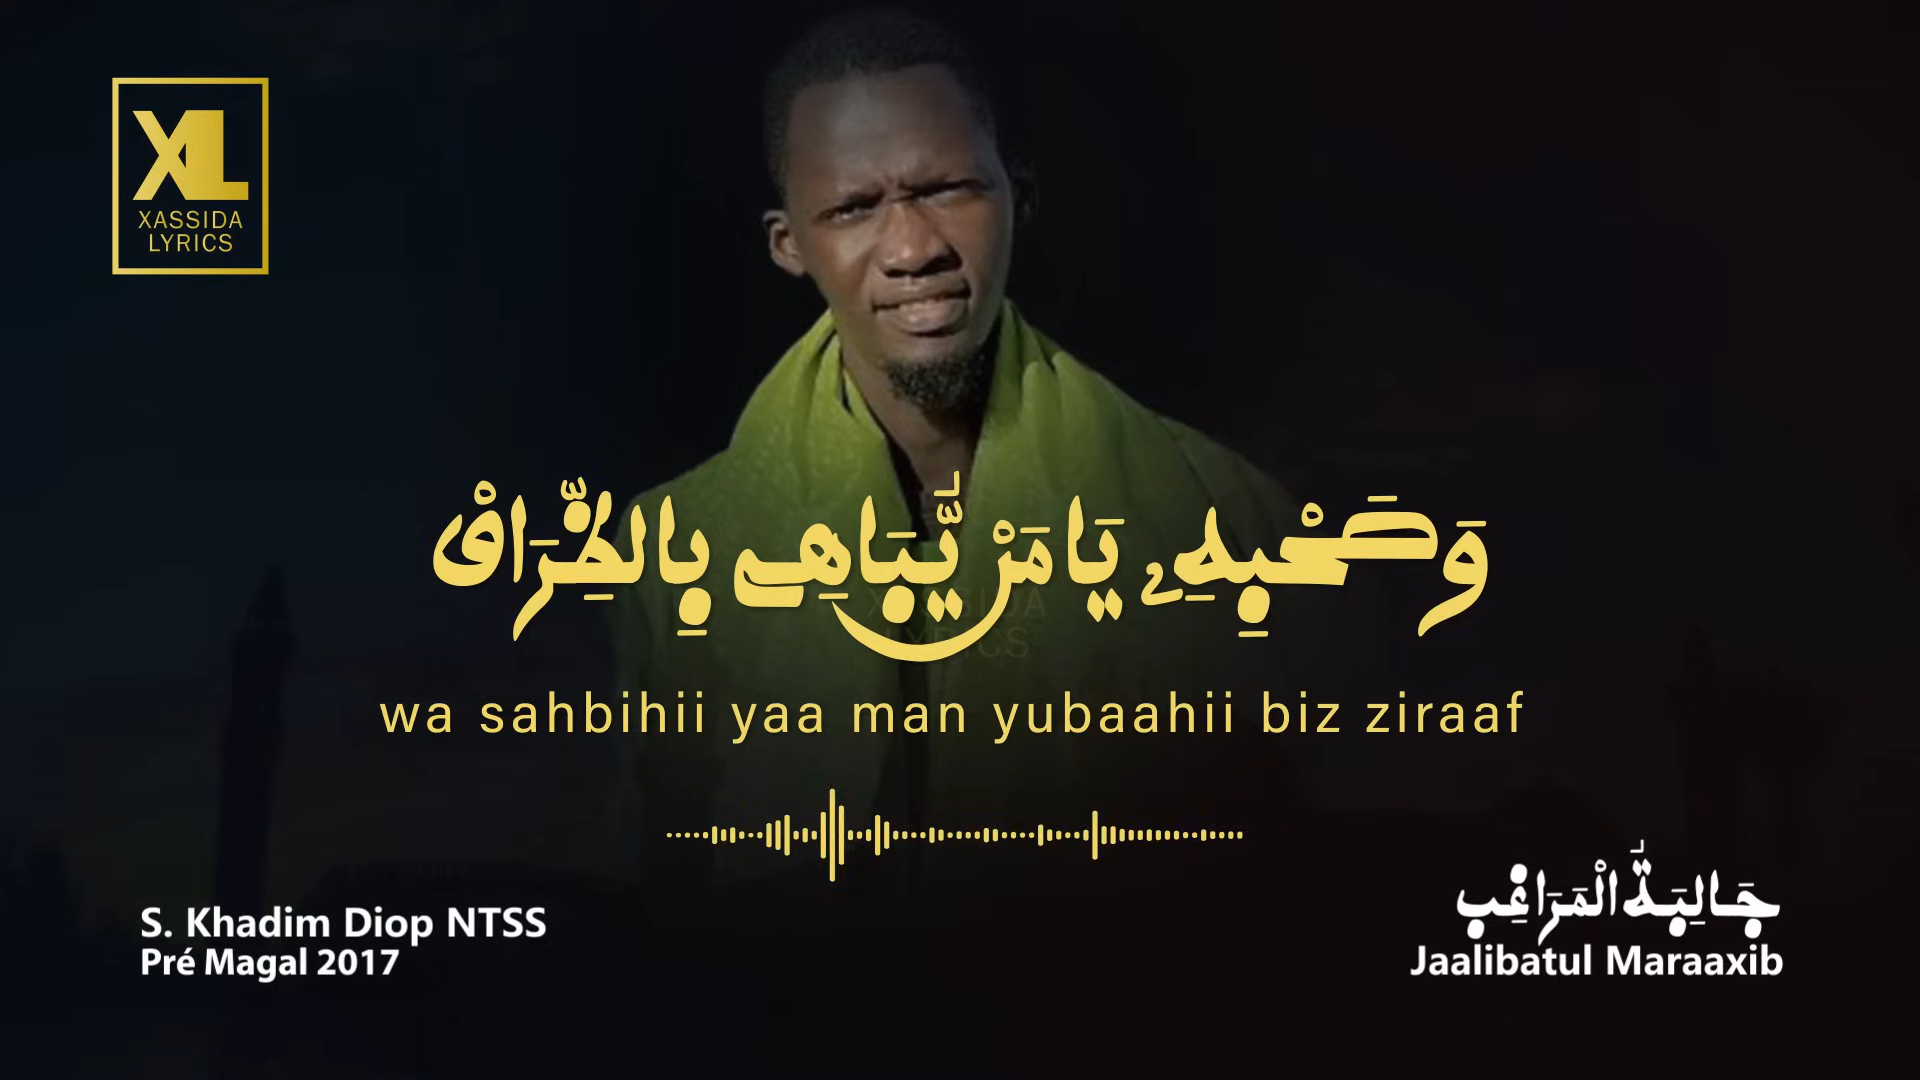 XL
XASSIDA
LYRICS
وَصَحْبِهِے يَا مَنْ يُّبَاهِے بِالظِّرَافْ
wa sahbihii yaa man yubaahii biz ziraaf
S. Khadim Diop NTSS
Pré Magal 2017
جَالِبَةُ الْمَرَاغِب
Jaalibatul Maraaxib